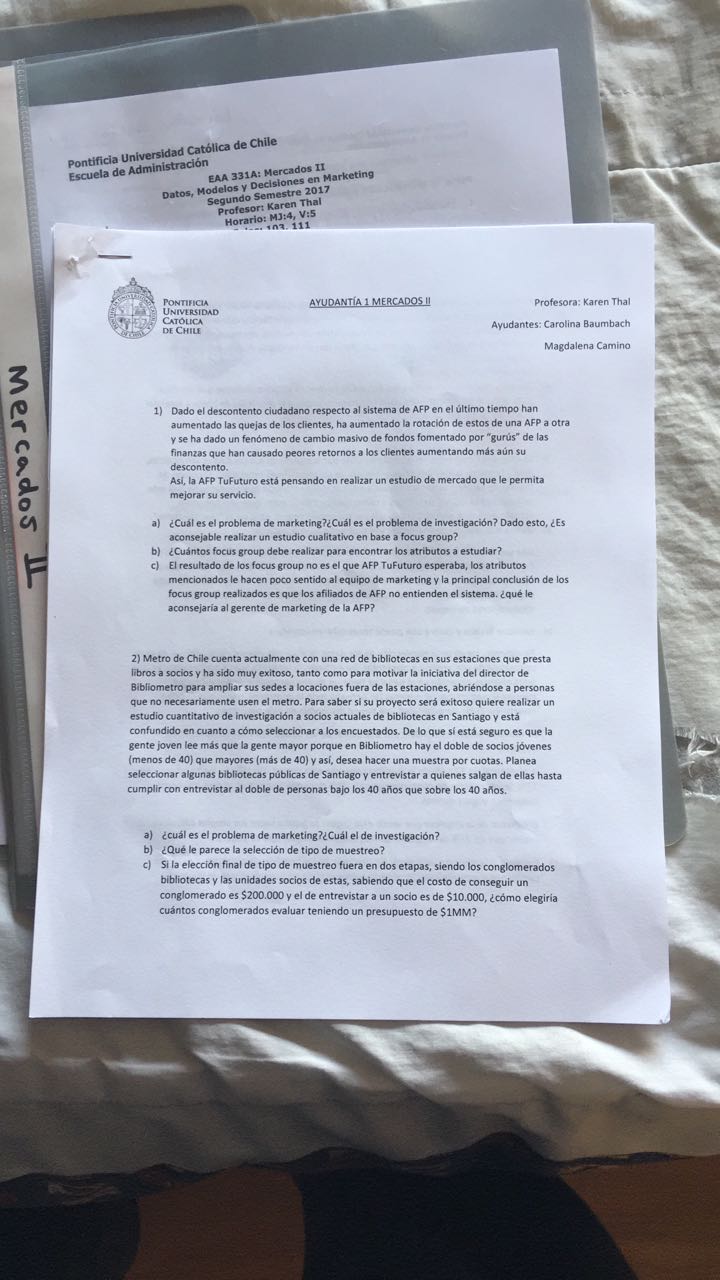 Pontificia Universidad Católica de Chile
Escuela de Administración
EAA 331A: Mercados II
Datos, Modelos y Decisiones en Marketing
Segundo Semestre 2017
Profesor: Karen Thal
Horario: MJ:4, V:5
103, 111
Mercados II
PONTIFICIA
UNIVERSIDAD
CATÓLICA
DE CHILE
AYUDANTÍA 1 MERCADOS II
Profesora: Karen Thal
Ayudantes: Carolina Baumbach
Magdalena Camino
1) Dado el descontento ciudadano respecto al sistema de AFP en el último tiempo han
aumentado las quejas de los clientes, ha aumentado la rotación de estos de una AFP a otra
y se ha dado un fenómeno de cambio masivo de fondos fomentado por "gurús" de las
finanzas que han causado peores retornos a los clientes aumentando más aún su
descontento.
Así, la AFP TuFuturo está pensando en realizar un estudio de mercado que le permita
mejorar su servicio.
a) ¿Cuál es el problema de marketing?¿Cuál es el problema de investigación? Dado esto, ¿Es
aconsejable realizar un estudio cualitativo en base a focus group?
b) ¿Cuántos focus group debe realizar para encontrar los atributos a estudiar?
c) El resultado de los focus group no es el que AFP TuFuturo esperaba, los atributos
mencionados le hacen poco sentido al equipo de marketing y la principal conclusión de los
focus group realizados es que los afiliados de AFP no entienden el sistema. ¿qué le
aconsejaría al gerente de marketing de la AFP?
2) Metro de Chile cuenta actualmente con una red de bibliotecas en sus estaciones que presta
libros a socios y ha sido muy exitoso, tanto como para motivar la iniciativa del director de
Bibliometro para ampliar sus sedes a locaciones fuera de las estaciones, abriéndose a personas
que no necesariamente usen el metro. Para saber si su proyecto será exitoso quiere realizar un
estudio cuantitativo de investigación a socios actuales de bibliotecas en Santiago y está
confundido en cuanto a cómo seleccionar a los encuestados. De lo que sí está seguro es que la
gente joven lee más que la gente mayor porque en Bibliometro hay el doble de socios jóvenes
(menos de 40) que mayores (más de 40) y así, desea hacer una muestra por cuotas. Planea
seleccionar algunas bibliotecas públicas de Santiago y entrevistar a quienes salgan de ellas hasta
cumplir con entrevistar al doble de personas bajo los 40 años que sobre los 40 años.
a) ¿cuál es el problema de marketing?¿Cuál el de investigación?
b) ¿Qué le parece la selección de tipo de muestreo?
c) Si la elección final de tipo de muestreo fuera en dos etapas, siendo los conglomerados
bibliotecas y las unidades socios de estas, sabiendo que el costo de conseguir un
conglomerado es $200.000 y el de entrevistar a un socio es de $10.000, ¿cómo elegiría
cuántos conglomerados evaluar teniendo un presupuesto de $1MM?